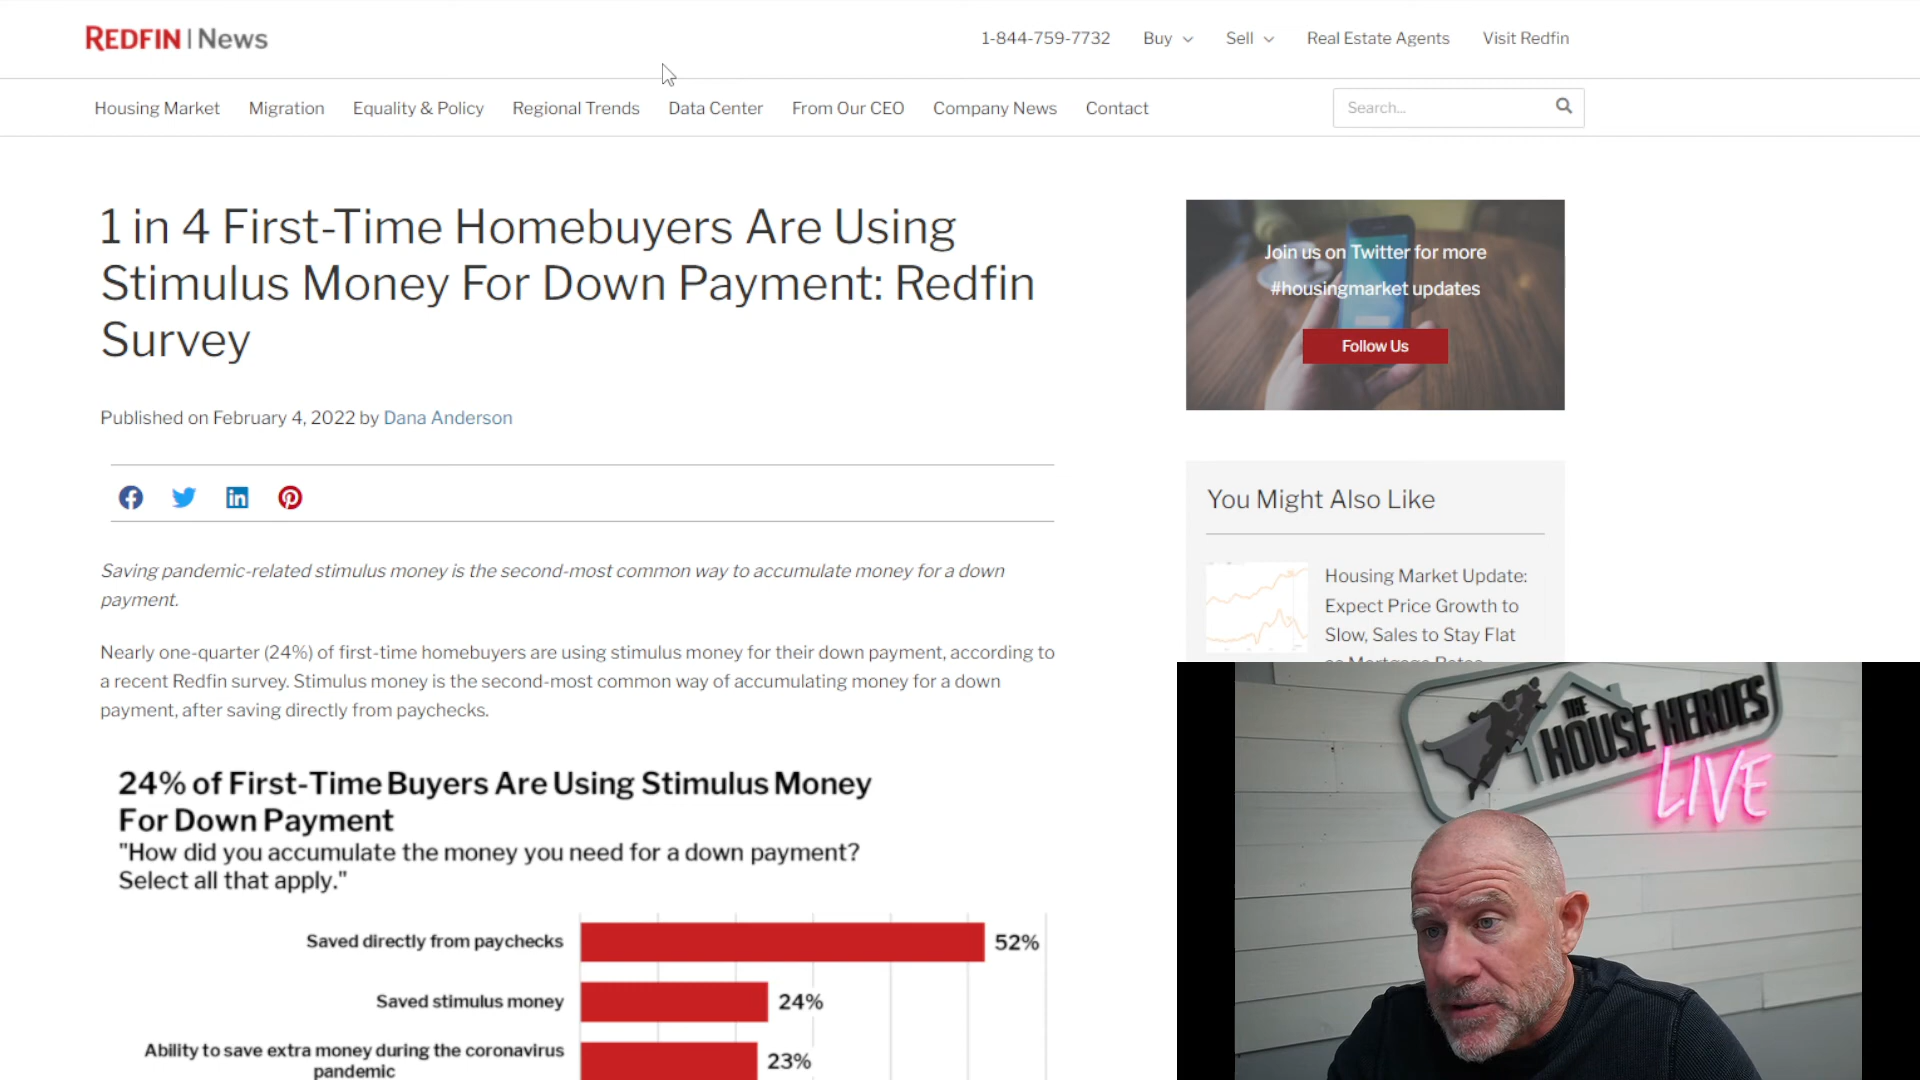 REDFIN | News
1-844-759-7732 Buy Sell Real Estate Agents Visit Redfin
Housing Market Migration Equality & Policy Regional Trends Data Center From Our CEO Company News Contact
Search...
1 in 4 First-Time Homebuyers Are Using
Stimulus Money For Down Payment: Redfin
Survey
Published on February 4, 2022 by Dana Anderson
Saving pandemic-related stimulus money is the second-most common way to accumulate money for a down
payment.
Nearly one-quarter (24%) of first-time homebuyers are using stimulus money for their down payment, according to
a recent Redfin survey. Stimulus money is the second-most common way of accumulating money for a down
payment, after saving directly from paychecks.
24% of First-Time Buyers Are Using Stimulus Money
For Down Payment
"How did you accumulate the money you need for a down payment?
Select all that apply."
Saved directly from paychecks 52%
Saved stimulus money 24%
Ability to save extra money during the coronavirus
pandemic 23%
Join us on Twitter for more
#housingmarket updates
Follow Us
You Might Also Like
Housing Market Update:
Expect Price Growth to
Slow, Sales to Stay Flat
as Mortgage Rates
THE
HOUSE HEROES
LIVE